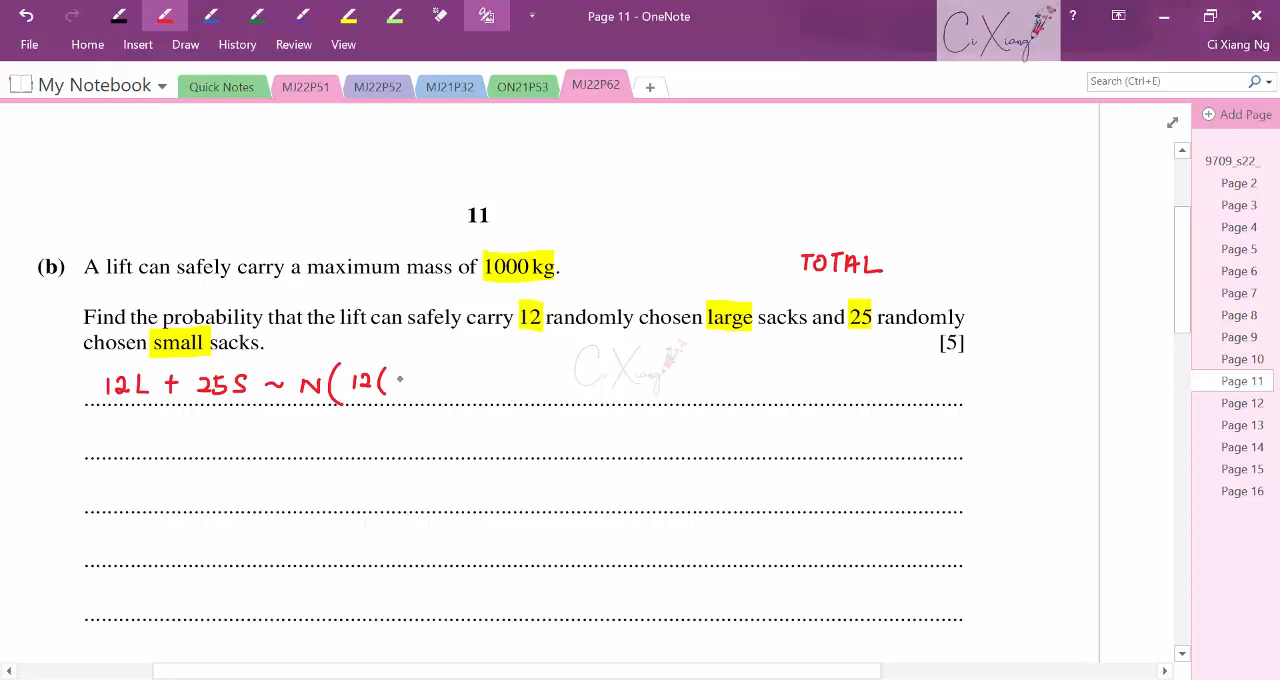 Page 11 - OneNote
Ci Xiang
?
File
Home
Insert
Draw
History
Review
View
Ci Xiang Ng
My Notebook
Quick Notes
MJ22P51
MJ22P52
MJ21P32
ON21P53
MJ22P62
Search (Ctrl+E)
Add Page
9709_s22_
Page 2
Page 3
Page 4
Page 5
Page 6
Page 7
Page 8
Page 9
Page 10
Page 11
Page 12
Page 13
Page 14
Page 15
Page 16
11
(b) A lift can safely carry a maximum mass of 1000 kg.
TOTAL
Find the probability that the lift can safely carry 12 randomly chosen large sacks and 25 randomly
chosen small sacks. [5]
Ci Xiang
12L + 25S ~ N( 12(